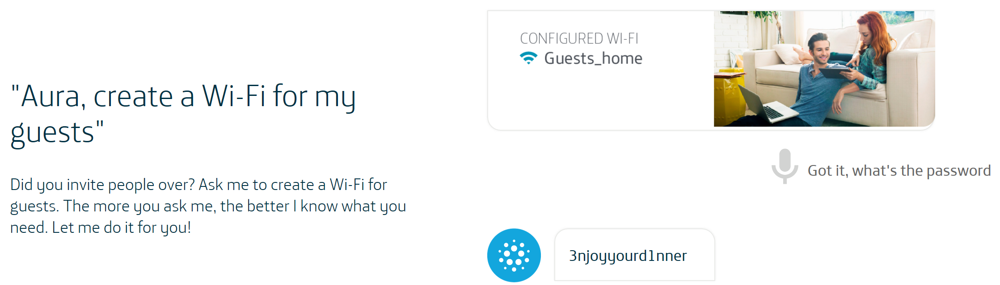 "Aura, create a Wi-Fi for my
guests"
Did you invite people over? Ask me to create a Wi-Fi for
guests. The more you ask me, the better I know what you
need. Let me do it for you!
CONFIGURED WI-FI
Guests_home
Got it, what's the password
3njoyyourd1nner